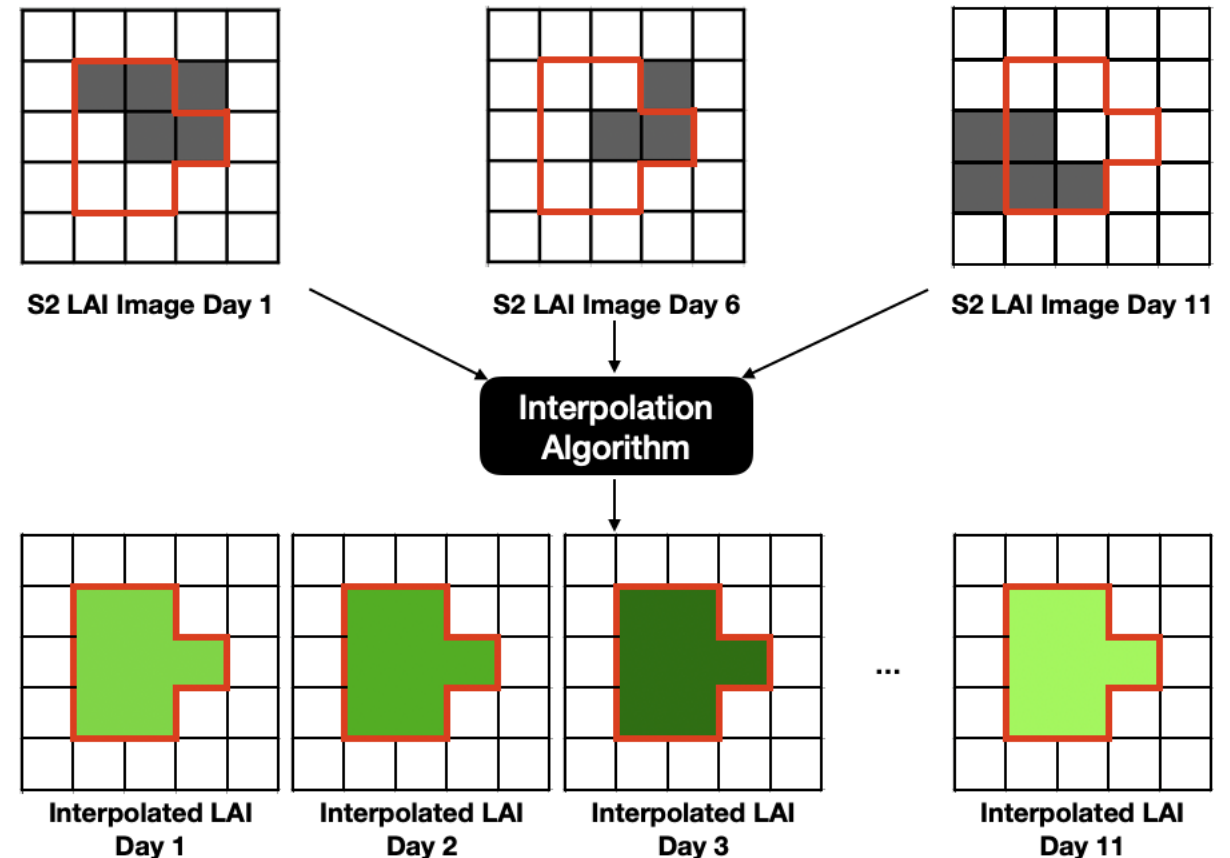 S2 LAI Image Day 1
S2 LAI Image Day 6
S2 LAI Image Day 11
Interpolation
Algorithm
...
Interpolated LAI
Day 1
Interpolated LAI
Day 2
Interpolated LAI
Day 3
Interpolated LAI
Day 11